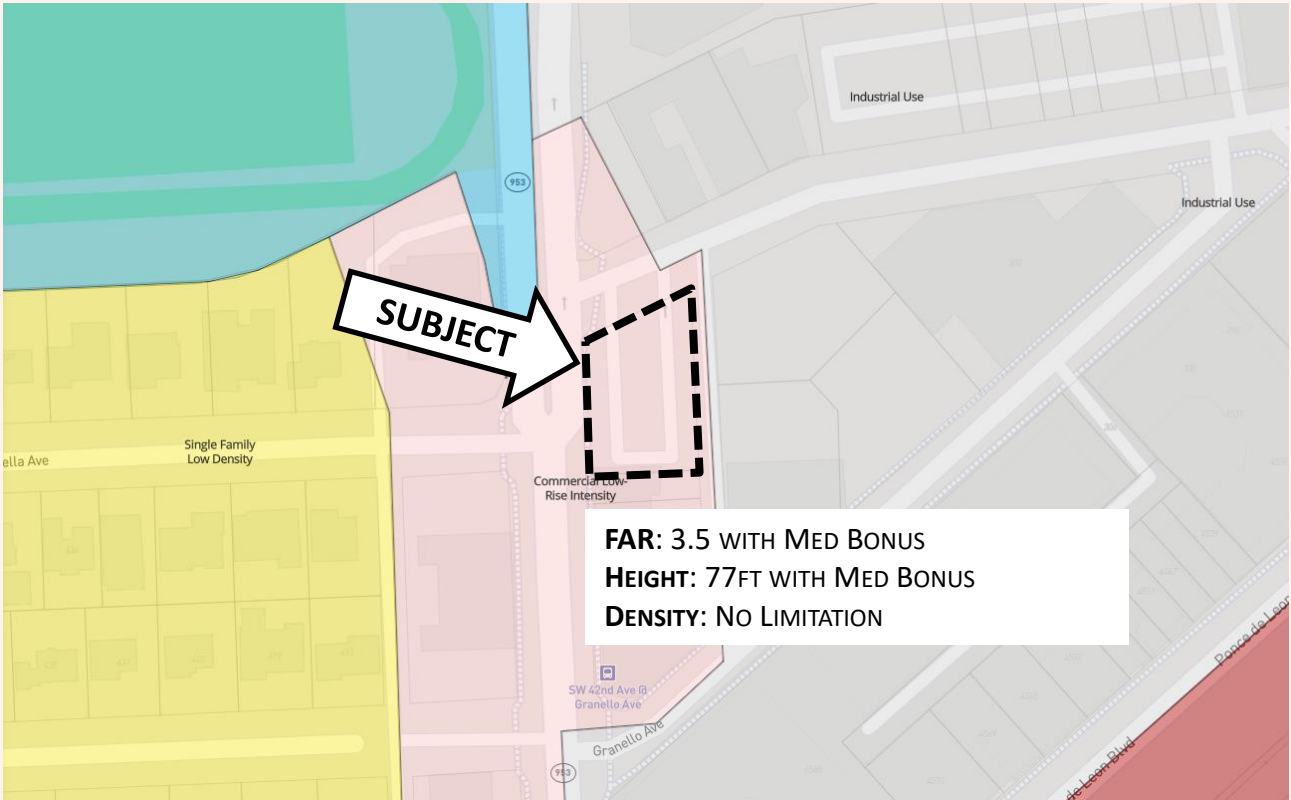 Industrial Use
953
Industrial Use
SUBJECT
Single Family
Low Density
ella Ave
Commercial Low-
Rise Intensity
FAR: 3.5 WITH MED BONUS
HEIGHT: 77FT WITH MED BONUS
DENSITY: NO LIMITATION
SW 42nd Ave @
Granello Ave
Granello Ave
953
Ponce de Leon
de Leon Blvd